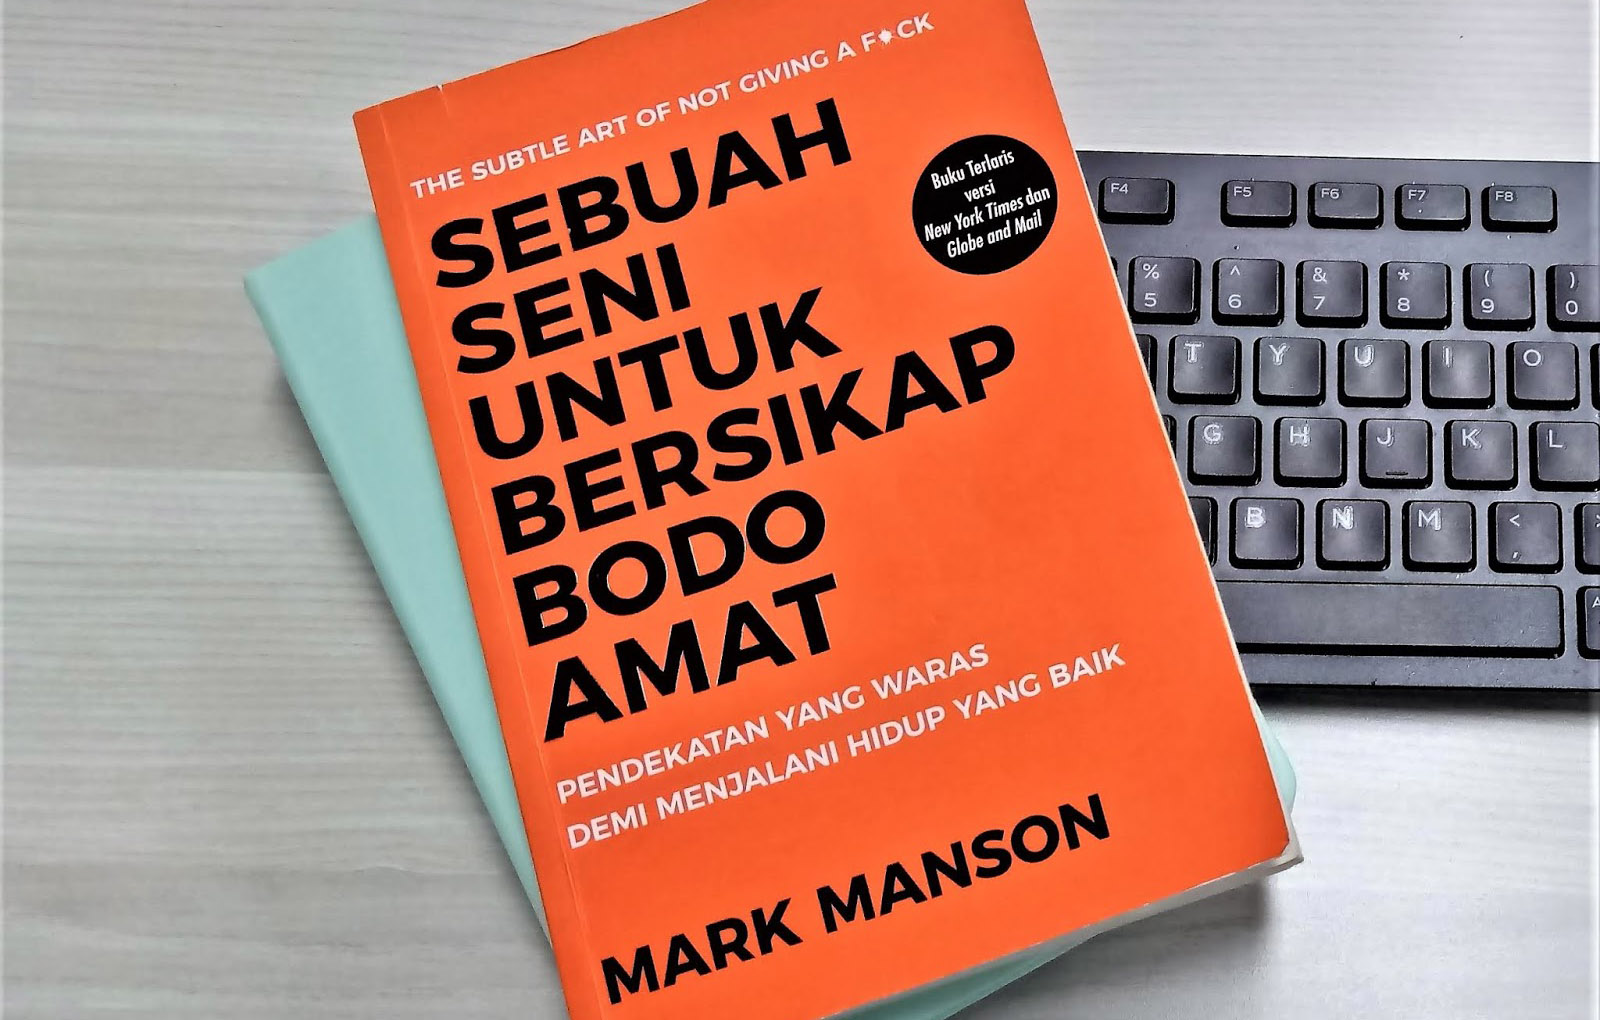 THE SUBTLE ART OF NOT GIVING A F*CK
SEBUAH
SENI
UNTUK
BERSIKAP
BODO
AMAT
Buku Terlaris
versi
New York Times dan
Globe and Mail
PENDEKATAN YANG WARAS
DEMI MENJALANI HIDUP YANG BAIK
MARK MANSON
F4 F5 F6 F7 F8
% ^ & * ( )
5 6 7 8 9 0
T Y U I O
G H J K L
B N M <
,